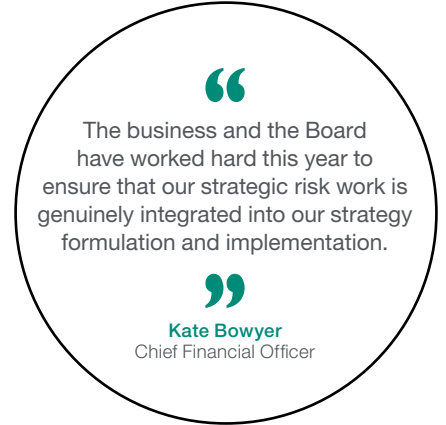 “
The business and the Board
have worked hard this year to
ensure that our strategic risk work is
genuinely integrated into our strategy
formulation and implementation.
”
Kate Bowyer
Chief Financial Officer